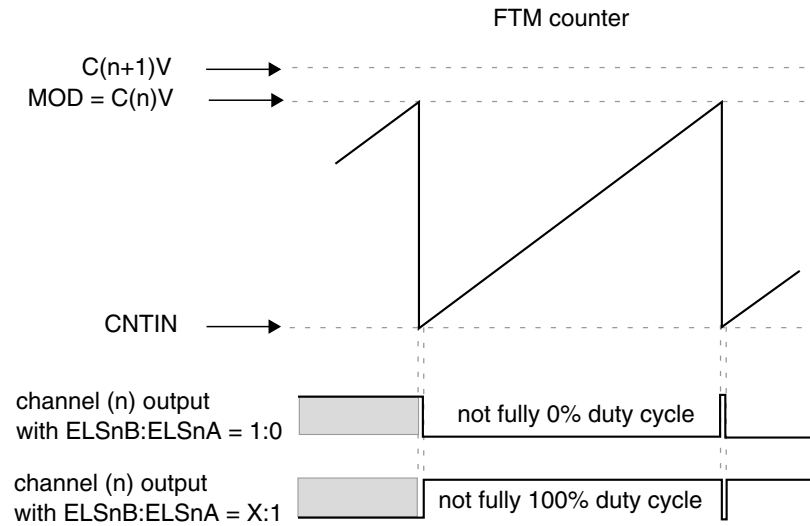 FTM counter
C(n+1)V
MOD = C(n)V
CNTIN
channel (n) output
with ELSnB:ELSnA = 1:0
not fully 0% duty cycle
channel (n) output
with ELSnB:ELSnA = X:1
not fully 100% duty cycle